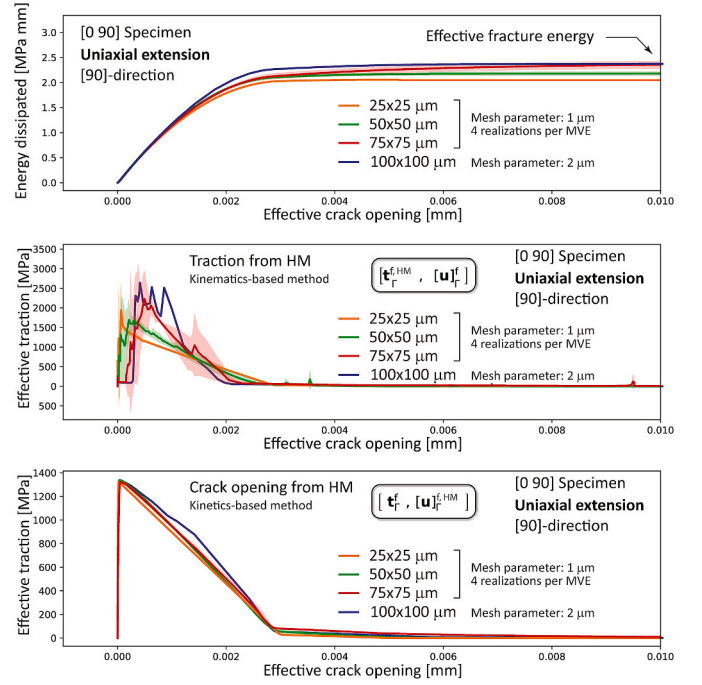 Energy dissipated [MPa mm]
3.0
2.5
2.0
1.5
1.0
0.5
0.0
[0 90] Specimen
Uniaxial extension
[90]-direction
Effective fracture energy
25x25 μm
50x50 μm
75x75 μm
100x100 μm
Mesh parameter: 1 μm
4 realizations per MVE
Mesh parameter: 2 μm
0.000 0.002 0.004 0.006 0.008 0.010
Effective crack opening [mm]
Effective traction [MPa]
3500
3000
2500
2000
1500
1000
500
0
500
Traction from HM
Kinematics-based method
[t_Γ^{f,HM} , [u]_Γ^f]
[0 90] Specimen
Uniaxial extension
[90]-direction
25x25 μm
50x50 μm
75x75 μm
100x100 μm
Mesh parameter: 1 μm
4 realizations per MVE
Mesh parameter: 2 μm
0.000 0.002 0.004 0.006 0.008 0.010
Effective crack opening [mm]
Effective traction [MPa]
1400
1200
1000
800
600
400
200
0
Crack opening from HM
Kinetics-based method
[t_Γ^f , [u]_Γ^{f,HM}]
[0 90] Specimen
Uniaxial extension
[90]-direction
25x25 μm
50x50 μm
75x75 μm
100x100 μm
Mesh parameter: 1 μm
4 realizations per MVE
Mesh parameter: 2 μm
0.000 0.002 0.004 0.006 0.008 0.010
Effective crack opening [mm]